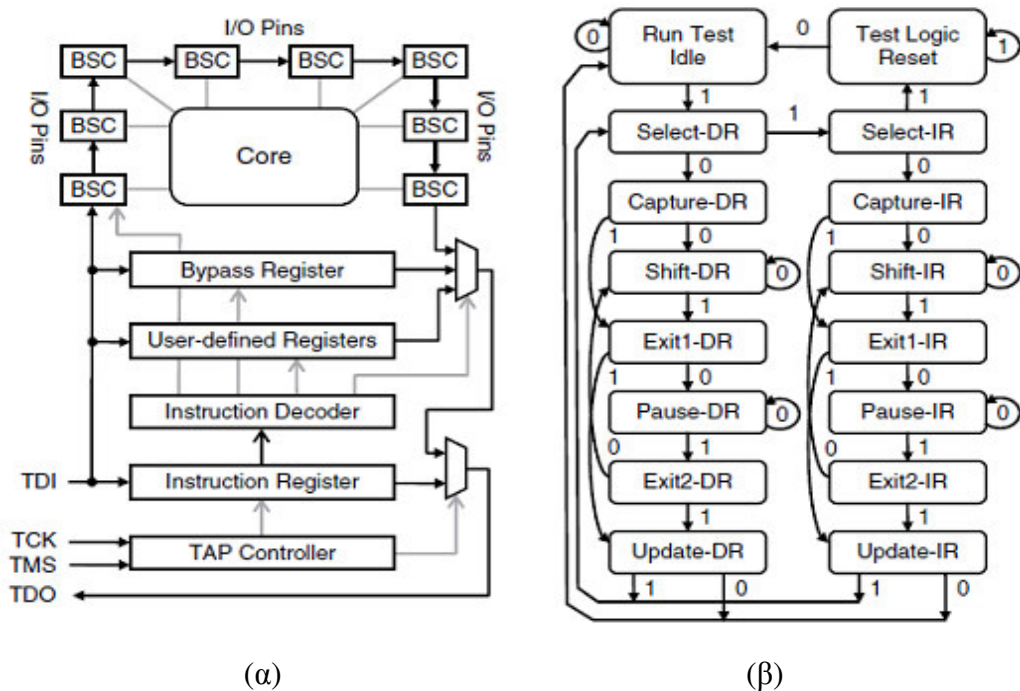 I/O Pins
BSC
BSC
BSC
BSC
I/O Pins
BSC
BSC
I/O Pins
Core
BSC
BSC
Bypass Register
User-defined Registers
Instruction Decoder
TDI
Instruction Register
TCK
TMS
TAP Controller
TDO
(α)
0
Run Test
Idle
0
Test Logic
Reset
1
1
1
Select-DR
1
Select-IR
0
0
Capture-DR
Capture-IR
1
0
1
0
Shift-DR
0
Shift-IR
0
1
1
Exit1-DR
Exit1-IR
1
0
1
0
Pause-DR
0
Pause-IR
0
0
1
0
1
Exit2-DR
Exit2-IR
1
1
Update-DR
Update-IR
1
0
1
0
(β)